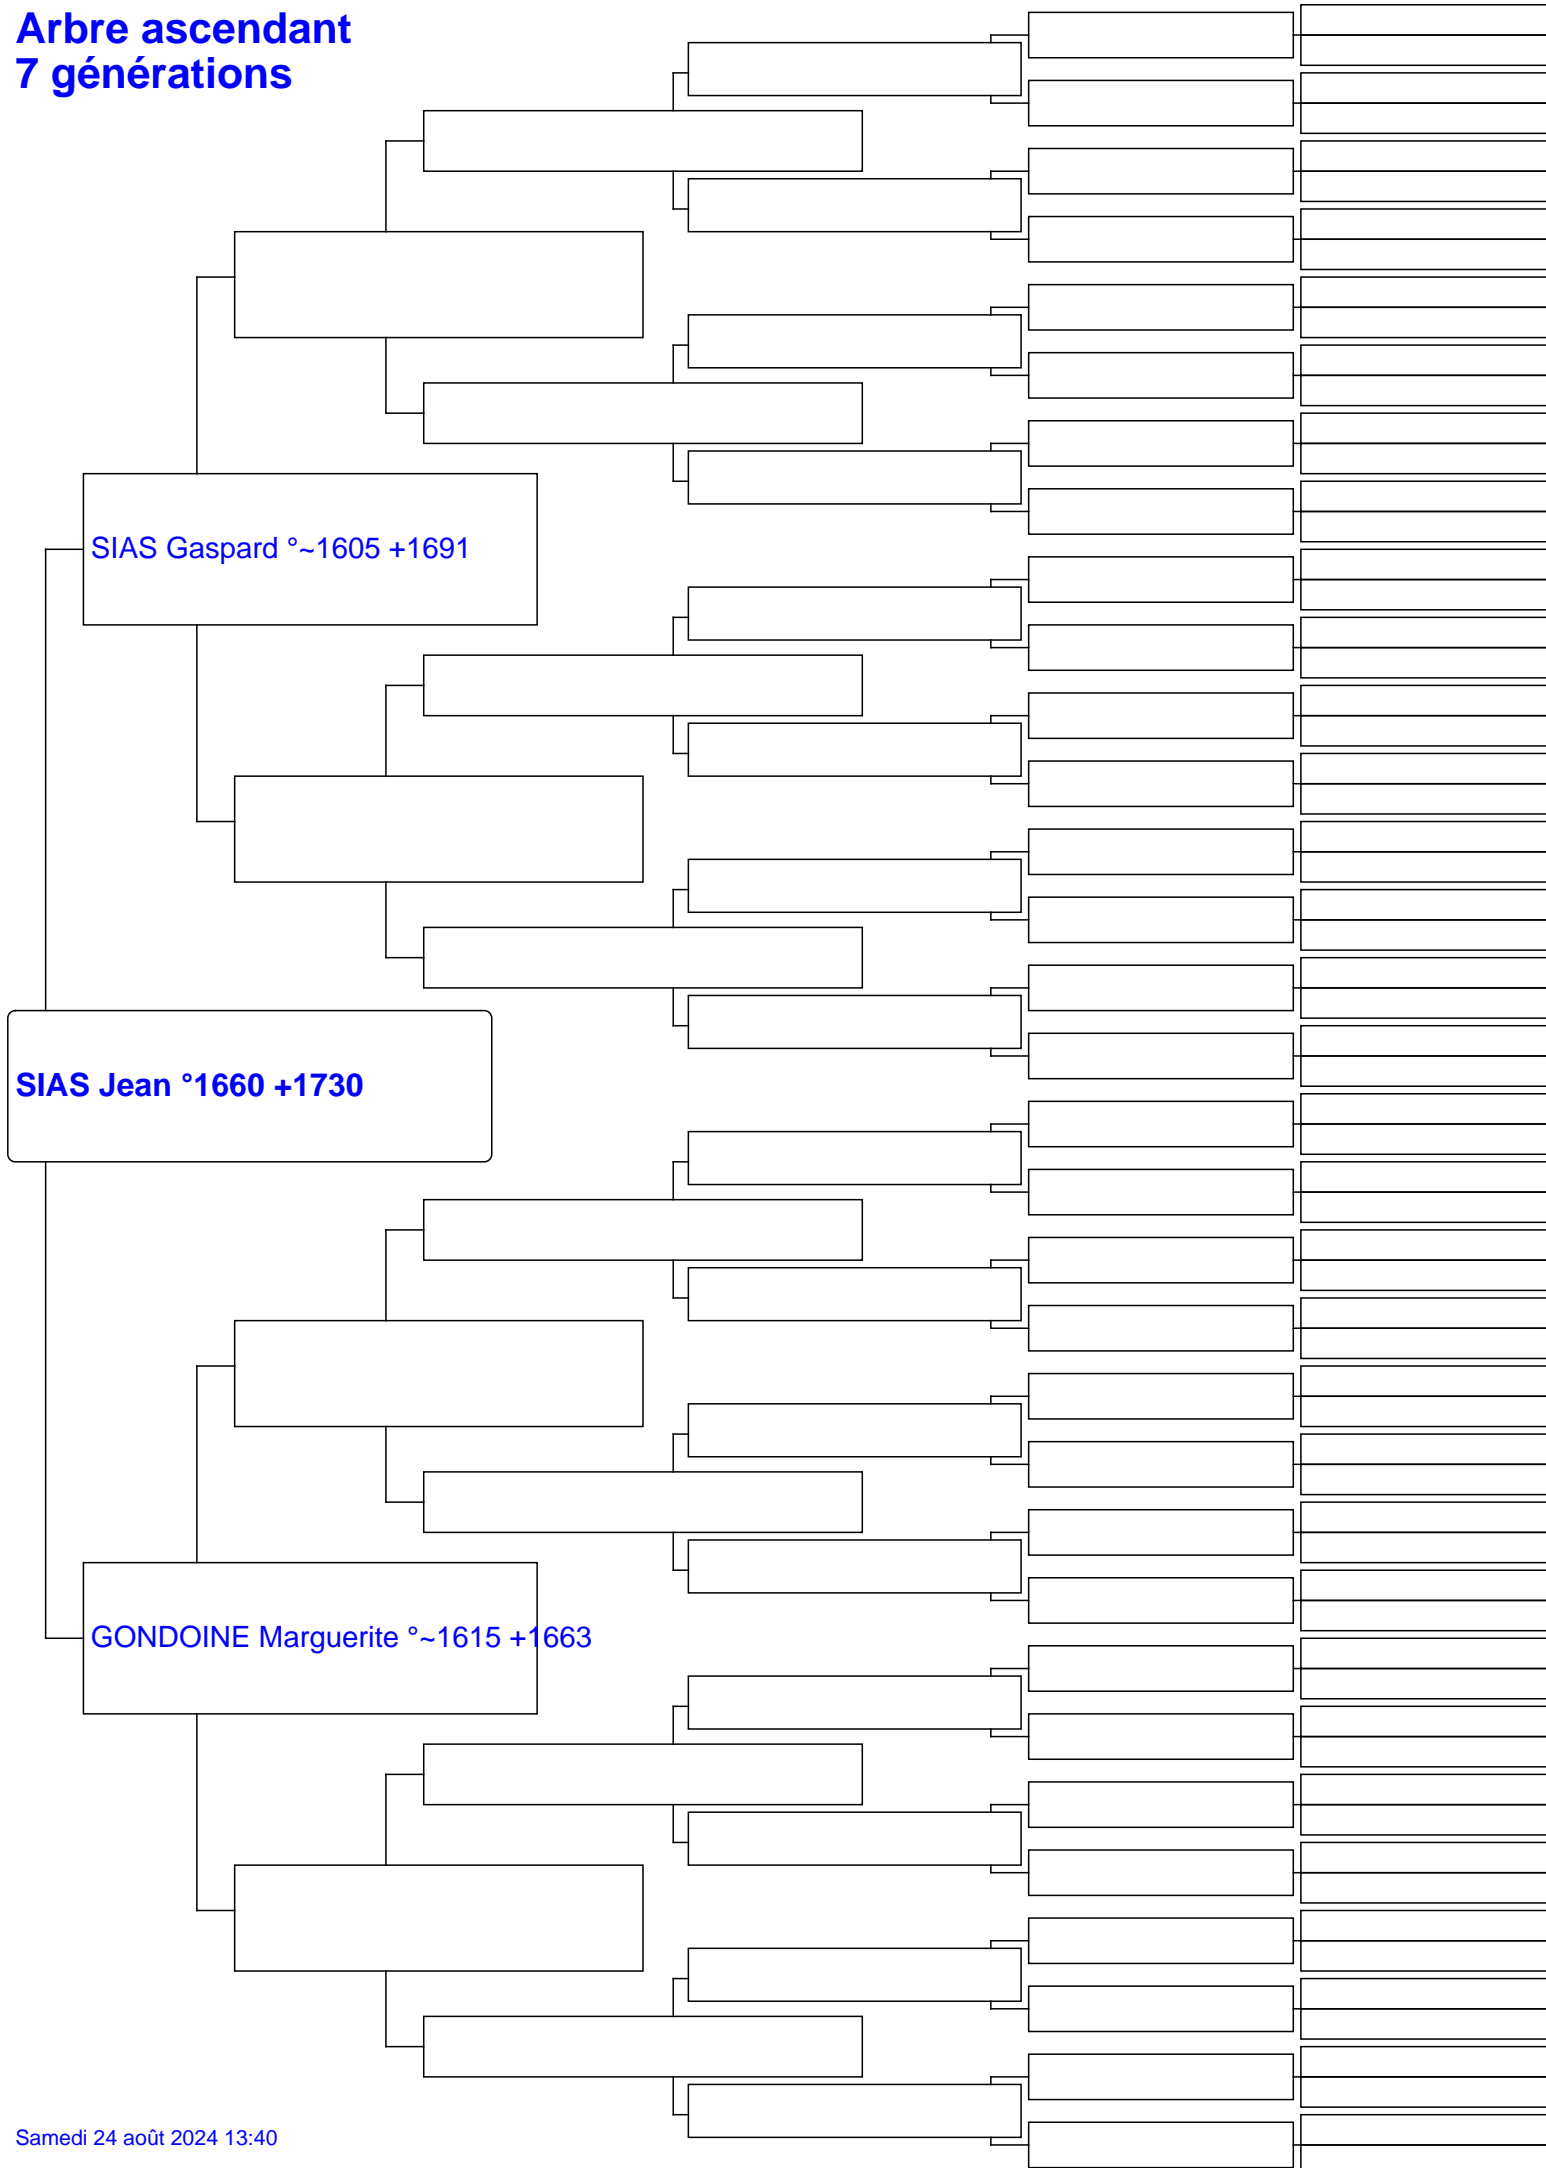 Arbre ascendant
7 générations
SIAS Gaspard °~1605 +1691
SIAS Jean °1660 +1730
GONDOINE Marguerite °~1615 +1663
Samedi 24 août 2024 13:40